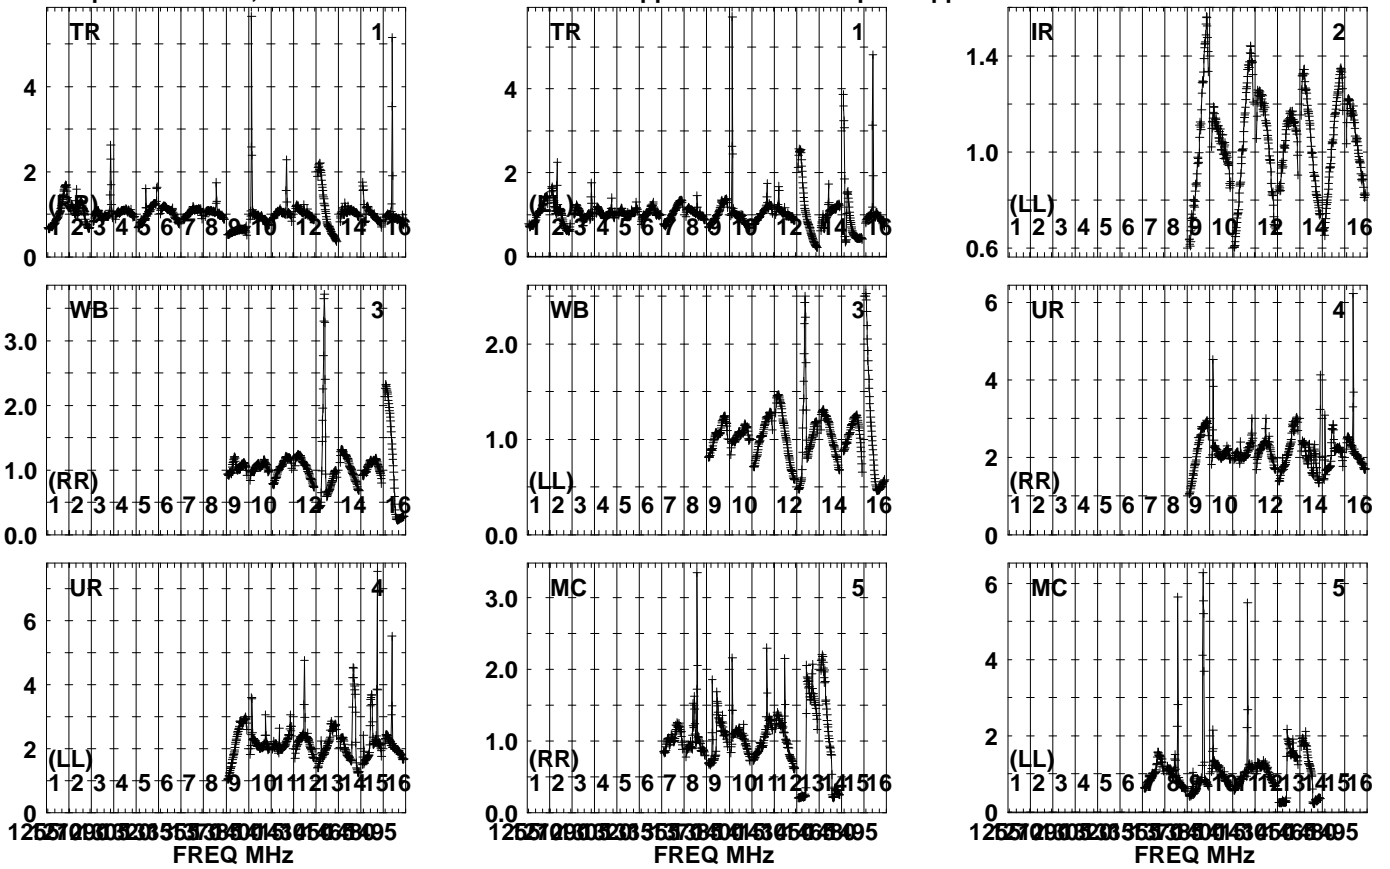 TR 1
4
2
(RR)
1 2 3 4 5 6 7 8 9 10 12 14 16
0
TR 1
4
2
1 2 3 4 5 6 7 8 9 10 12 14 16
0
IR 2
1.4
1.0
(LL)
1 2 3 4 5 6 7 8 9 10 12 14 16
0.6
WB 3
3.0
2.0
1.0
(RR)
1 2 3 4 5 6 7 8 9 10 12 14 16
0.0
WB 3
2.0
1.0
(LL)
1 2 3 4 5 6 7 8 9 10 12 14 16
0.0
UR 4
6
4
2
(RR)
1 2 3 4 5 6 7 8 9 10 12 14 16
0
UR 4
6
4
2
(LL)
1 2 3 4 5 6 7 8 9 10 11 12 13 14 15 16
0
FREQ MHz
MC 5
3.0
2.0
1.0
(RR)
1 2 3 4 5 6 7 8 9 10 11 12 13 14 15 16
0.0
FREQ MHz
MC 5
6
4
2
(LL)
1 2 3 4 5 6 7 8 9 10 11 12 13 14 15 16
0
FREQ MHz